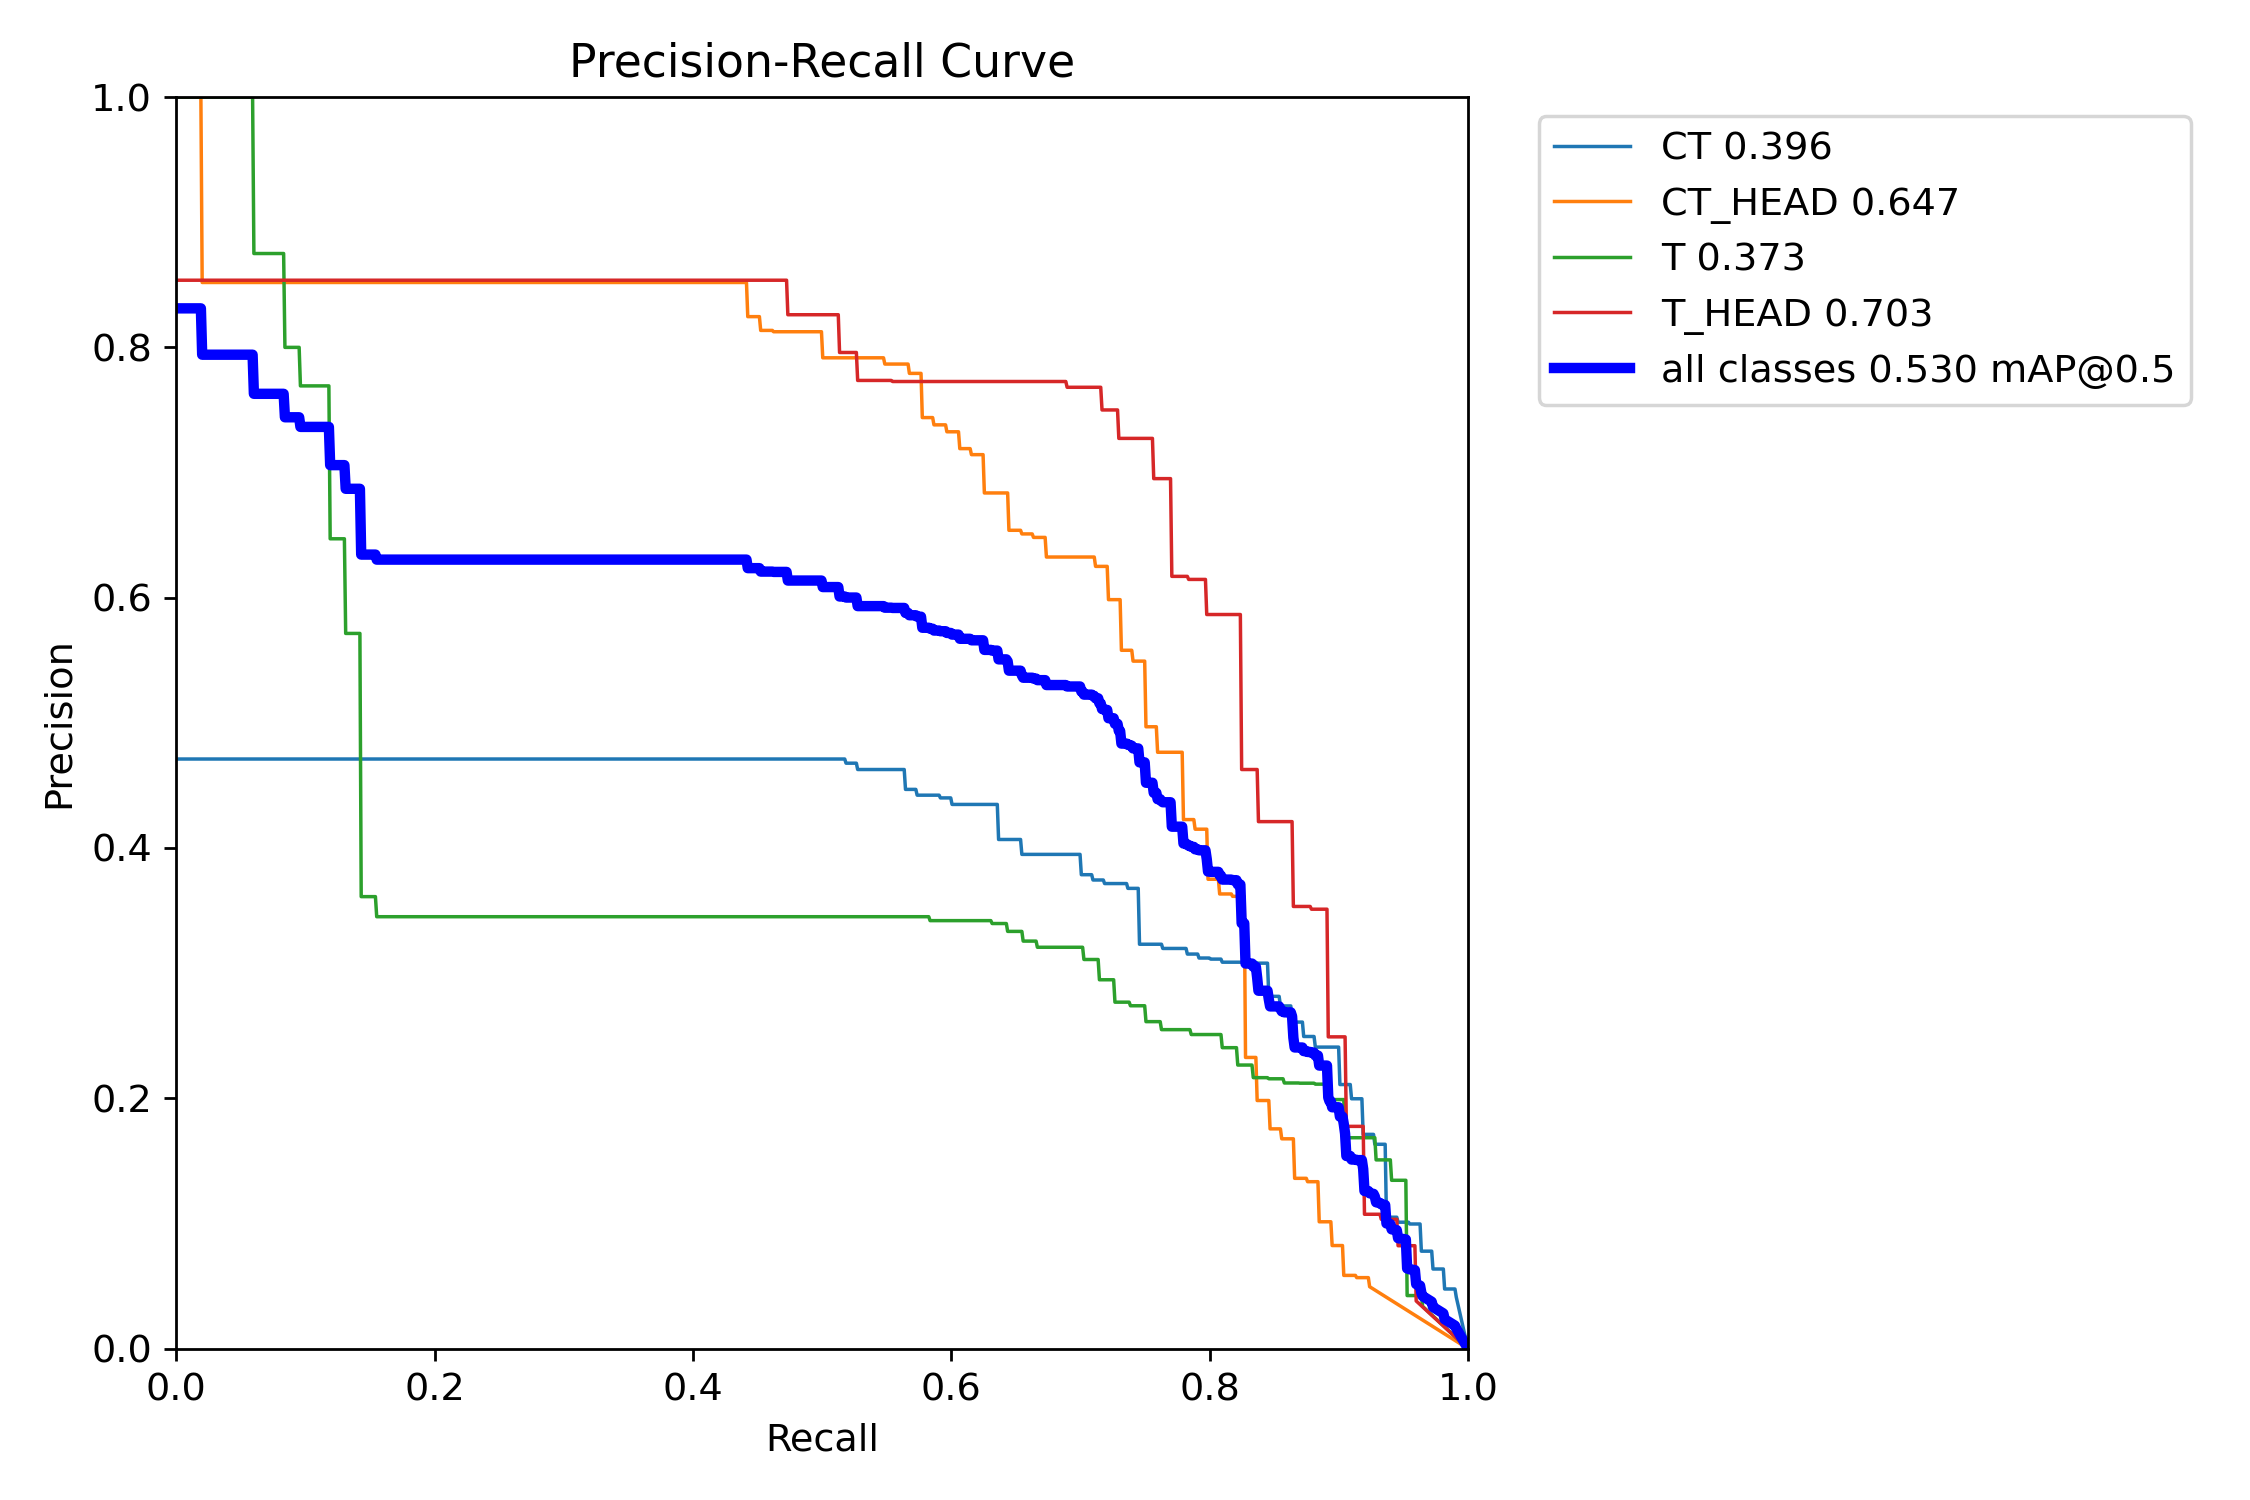 Precision-Recall Curve
1.0
0.8
0.6
0.4
0.2
0.0
Precision
0.0 0.2 0.4 0.6 0.8 1.0
Recall
CT 0.396
CT_HEAD 0.647
T 0.373
T_HEAD 0.703
all classes 0.530 mAP@0.5